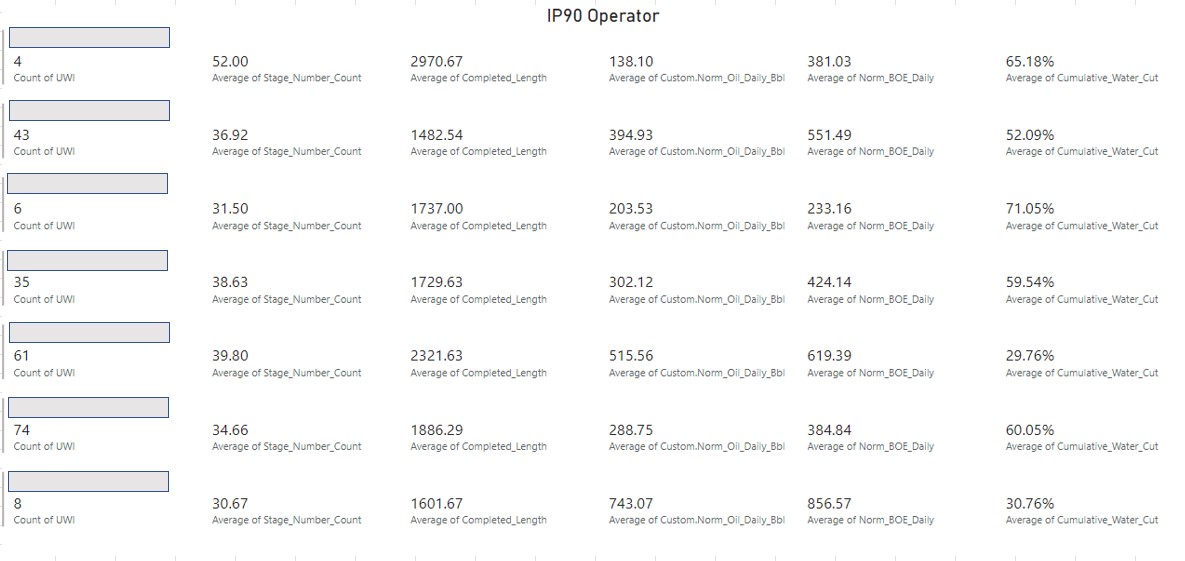 IP90 Operator
4 52.00 2970.67 138.10 381.03 65.18%
Count of UWI Average of Stage_Number_Count Average of Completed_Length Average of Custom.Norm_Oil_Daily_Bbl Average of Norm_BOE_Daily Average of Cumulative_Water_Cut
43 36.92 1482.54 394.93 551.49 52.09%
Count of UWI Average of Stage_Number_Count Average of Completed_Length Average of Custom.Norm_Oil_Daily_Bbl Average of Norm_BOE_Daily Average of Cumulative_Water_Cut
6 31.50 1737.00 203.53 233.16 71.05%
Count of UWI Average of Stage_Number_Count Average of Completed_Length Average of Custom.Norm_Oil_Daily_Bbl Average of Norm_BOE_Daily Average of Cumulative_Water_Cut
35 38.63 1729.63 302.12 424.14 59.54%
Count of UWI Average of Stage_Number_Count Average of Completed_Length Average of Custom.Norm_Oil_Daily_Bbl Average of Norm_BOE_Daily Average of Cumulative_Water_Cut
61 39.80 2321.63 515.56 619.39 29.76%
Count of UWI Average of Stage_Number_Count Average of Completed_Length Average of Custom.Norm_Oil_Daily_Bbl Average of Norm_BOE_Daily Average of Cumulative_Water_Cut
74 34.66 1886.29 288.75 384.84 60.05%
Count of UWI Average of Stage_Number_Count Average of Completed_Length Average of Custom.Norm_Oil_Daily_Bbl Average of Norm_BOE_Daily Average of Cumulative_Water_Cut
8 30.67 1601.67 743.07 856.57 30.76%
Count of UWI Average of Stage_Number_Count Average of Completed_Length Average of Custom.Norm_Oil_Daily_Bbl Average of Norm_BOE_Daily Average of Cumulative_Water_Cut